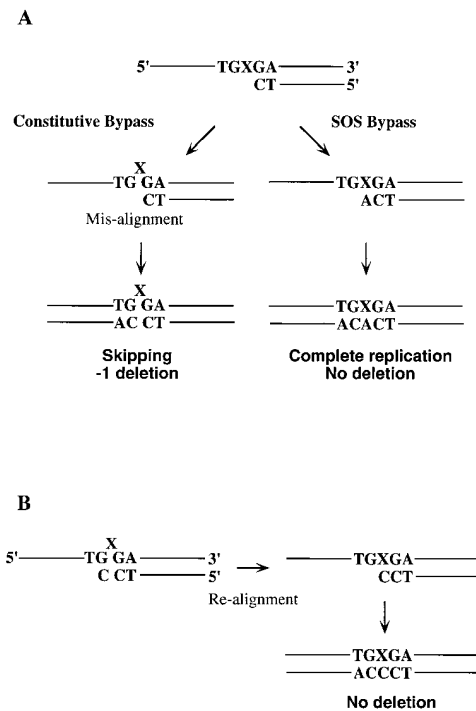 A
5' TGXGA 3'
CT 5'
Constitutive Bypass SOS Bypass
X
TG GA TGXGA
CT ACT
Mis-alignment
X
TG GA TGXGA
AC CT ACACT
Skipping Complete replication
-1 deletion No deletion
B
X
5' TG GA 3' TGXGA
C CT 5' CCT
Re-alignment
TGXGA
ACCCT
No deletion